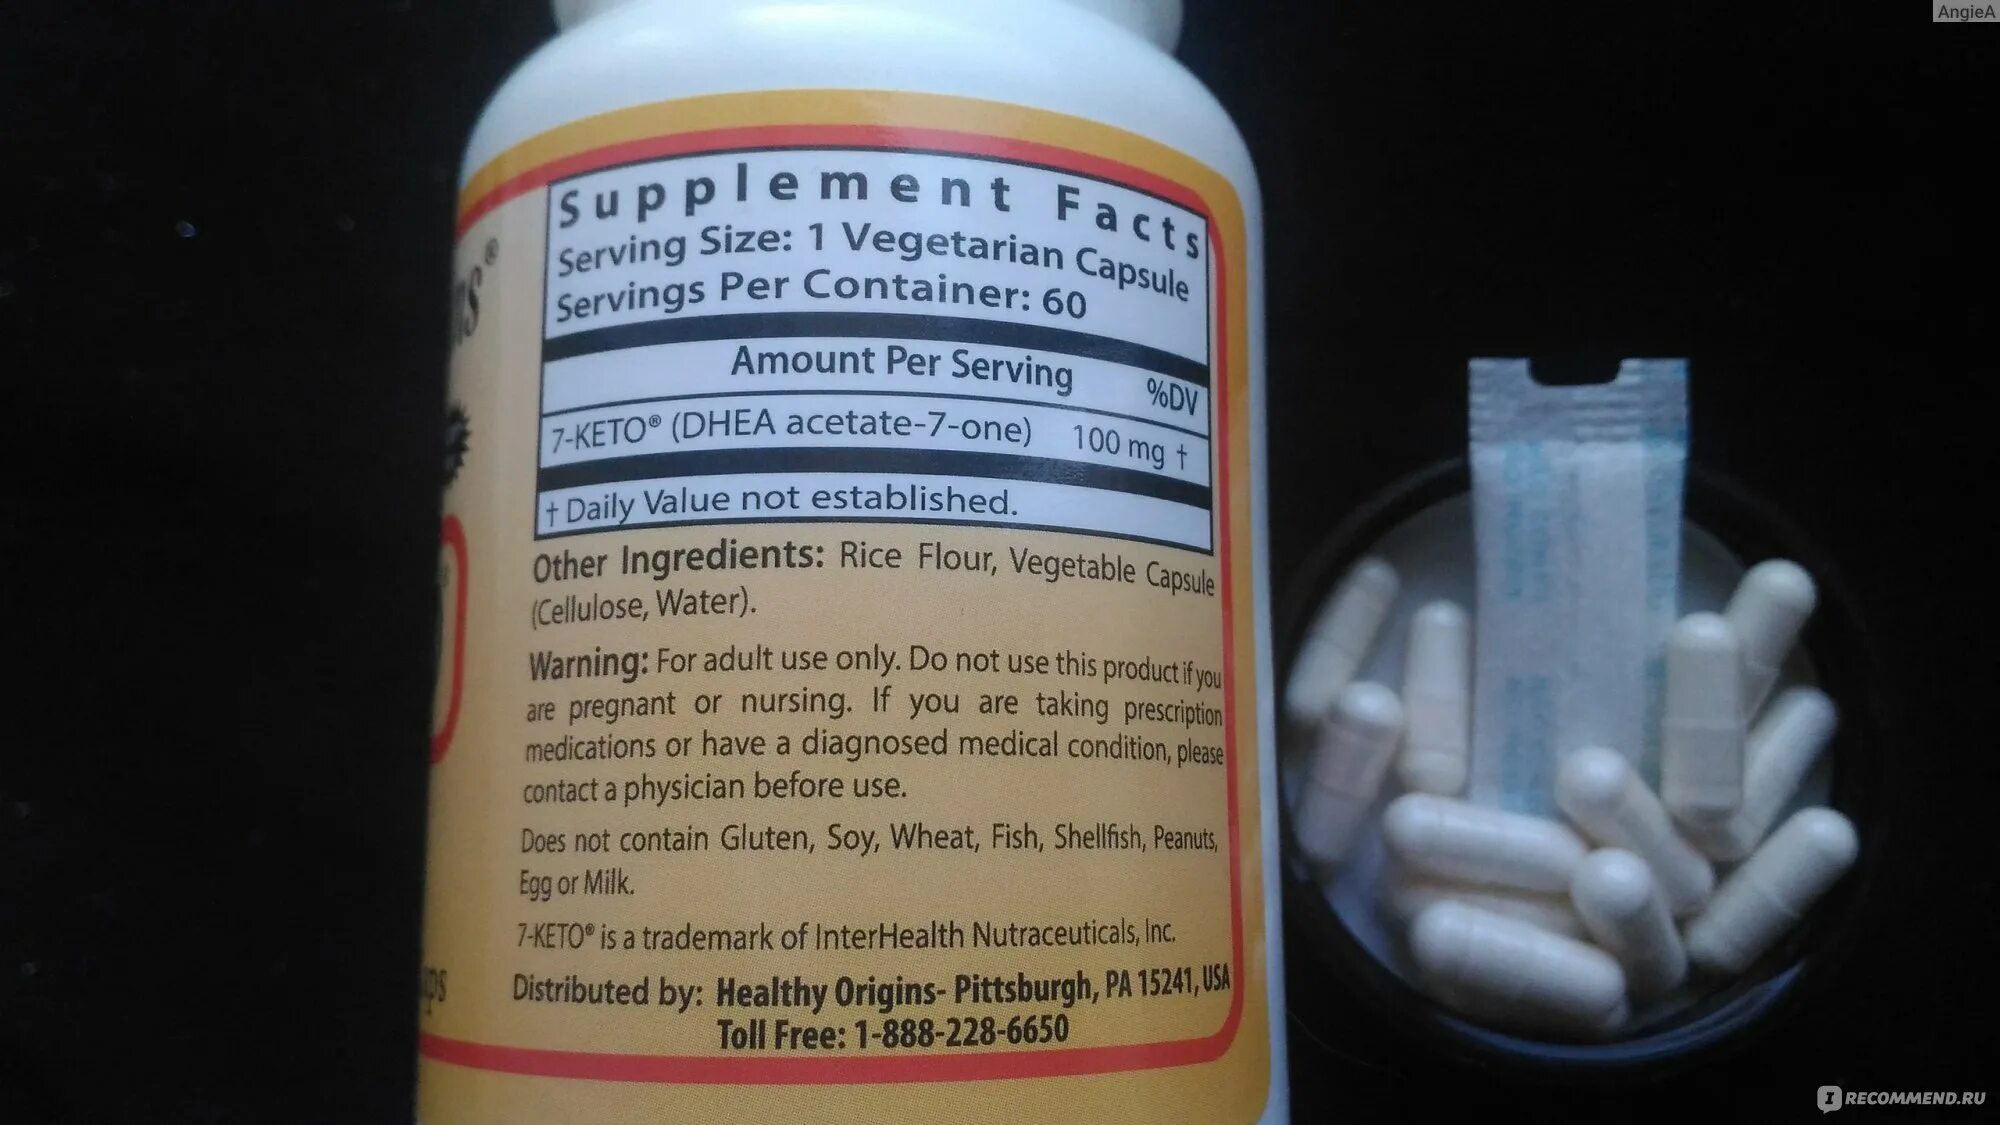 AngieA
Supplement Facts
Serving Size: 1 Vegetarian Capsule
Servings Per Container: 60
Amount Per Serving %DV
7-KETO® (DHEA acetate-7-one) 100 mg †
† Daily Value not established.
Other Ingredients: Rice Flour, Vegetable Capsule
(Cellulose, Water).
Warning: For adult use only. Do not use this product if you
are pregnant or nursing. If you are taking prescription
medications or have a diagnosed medical condition, please
contact a physician before use.
Does not contain Gluten, Soy, Wheat, Fish, Shellfish, Peanuts,
Egg or Milk.
7-KETO® is a trademark of InterHealth Nutraceuticals, Inc.
Distributed by: Healthy Origins- Pittsburgh, PA 15241, USA
Toll Free: 1-888-228-6650
I RECOMMEND.RU